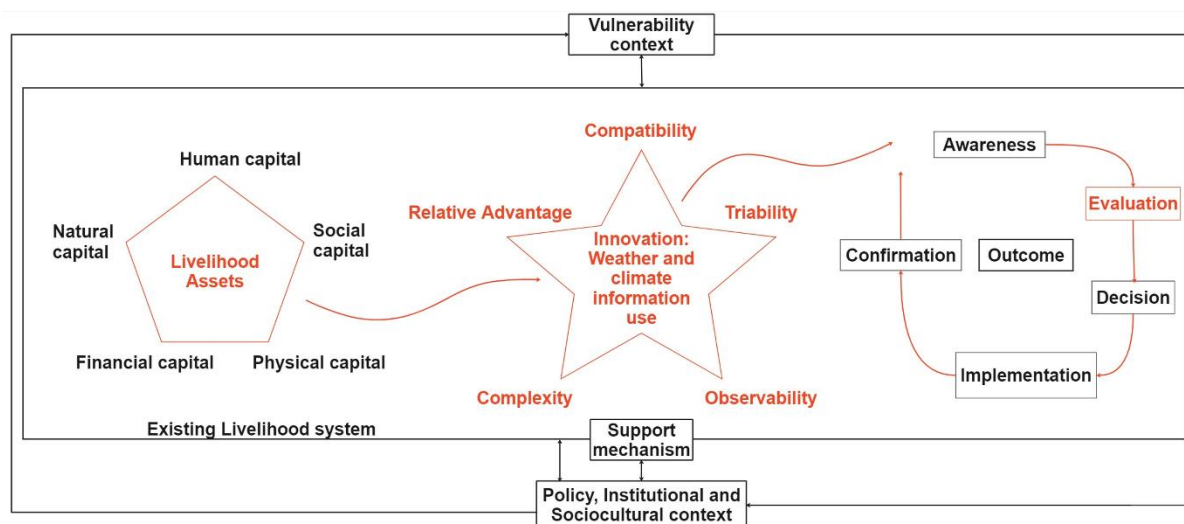 Vulnerability
context
Compatibility
Human capital
Awareness
Relative Advantage
Triability
Evaluation
Natural
capital
Social
capital
Livelihood
Assets
Innovation:
Weather and
climate
information
use
Confirmation
Outcome
Decision
Financial capital
Physical capital
Implementation
Complexity
Observability
Existing Livelihood system
Support
mechanism
Policy, Institutional and
Sociocultural context